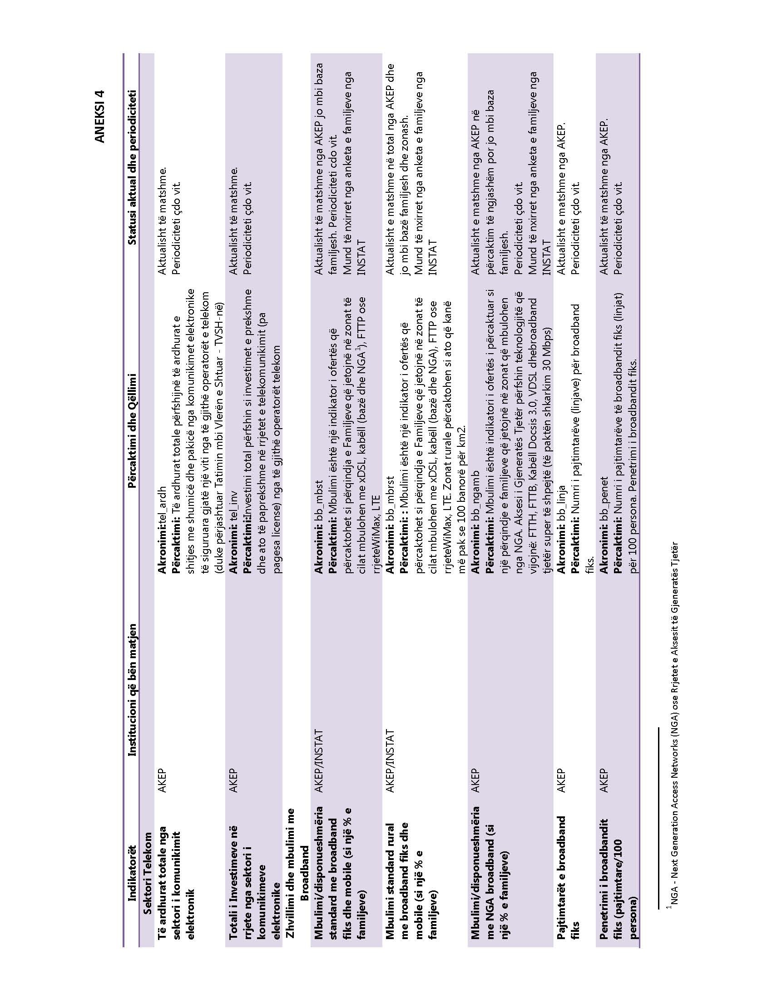 ANEKSI 4
Indikatorët
Institucioni që bën matjen
Përcaktimi dhe Qëllimi
Statusi aktual dhe periodiciteti
Sektori Telekom
Të ardhurat totale nga
sektori i komunikimit
elektronik
AKEP
Akronimi:tel_ardh
Përcaktimi: Të ardhurat totale përfshijnë të ardhurat e
shitjes me shumicë dhe pakicë nga komunikimet elektronike
të siguruara gjatë një viti nga të gjithë operatorët e telekom
(duke përjashtuar Tatimin mbi Vlerën e Shtuar - TVSH-në)
Aktualisht të matshme.
Periodiciteti çdo vit.
Totali i Investimeve në
rrjete nga sektori i
komunikimeve
elektronike
AKEP
Akronimi: tel_inv
Përcaktimi:Investimi total përfshin si investimet e prekshme
dhe ato të paprekshme në rrjetet e telekomunikimit (pa
pagesa license) nga të gjithë operatorët telekom
Aktualisht të matshme.
Periodiciteti çdo vit.
Zhvillimi dhe mbulimi me
Broadband
Mbulimi/disponueshmëria
standard me broadband
fiks dhe mobile (si një % e
familjeve)
AKEP/INSTAT
Akronimi: bb_mbst
Përcaktimi: Mbulimi është një indikator i ofertës që
përcaktohet si përqindja e Familjeve që jetojnë në zonat të
cilat mbulohen me xDSL, kabëll (bazë dhe NGA1), FTTP ose
rrjeteWiMax, LTE
Aktualisht të matshme nga AKEP jo mbi baza
familjesh. Periodiciteti cdo vit.
Mund të nxirret nga anketa e familjeve nga
INSTAT
Mbulimi standard rural
me broadband fiks dhe
mobile (si një % e
familjeve)
AKEP/INSTAT
Akronimi: bb_mbrst
Përcaktimi: : Mbulimi është një indikator i ofertës që
përcaktohet si përqindja e Familjeve që jetojnë në zonat të
cilat mbulohen me xDSL, kabëll (bazë dhe NGA), FTTP ose
rrjeteWiMax, LTE. Zonat rurale përcaktohen si ato që kanë
më pak se 100 banorë për km2.
Aktualisht e matshme në total nga AKEP dhe
jo mbi bazë familjesh dhe zonash.
Mund të nxirret nga anketa e familjeve nga
INSTAT
Mbulimi/disponueshmëria
me NGA broadband (si
një % e familjeve)
AKEP
Akronimi: bb_ngamb
Përcaktimi: Mbulimi është indikatori i ofertës i përcaktuar si
një përqindje e familjeve që jetojnë në zonat që mbulohen
nga NGA. Aksesi i Gjeneratës Tjetër përfshin teknologjitë që
vijojnë: FTTH, FTTB, Kabëll Docsis 3.0, VDSL dhebroadband
tjetër super të shpejtë (të paktën shkarkim 30 Mbps)
Aktualisht e matshme nga AKEP në
përcaktim të ngjashëm por jo mbi baza
familjesh.
Periodiciteti çdo vit.
Mund të nxirret nga anketa e familjeve nga
INSTAT
Pajtimtarët e broadband
fiks
AKEP
Akronimi: bb_linja
Përcaktimi: Numri i pajtimtarëve (linjave) për broadband
fiks.
Aktualisht e matshme nga AKEP.
Periodiciteti çdo vit.
Penetrimi i broadbandit
fiks (pajtimtare/100
persona)
AKEP
Akronimi: bb_penet
Përcaktimi: Numri i pajtimtarëve të broadbandit fiks (linjat)
për 100 persona. Penetrimi i broadbandit fiks.
Aktualisht të matshme nga AKEP.
Periodiciteti çdo vit.
1 NGA - Next Generation Access Networks (NGA) ose Rrjetet e Aksesit të Gjeneratës Tjetër